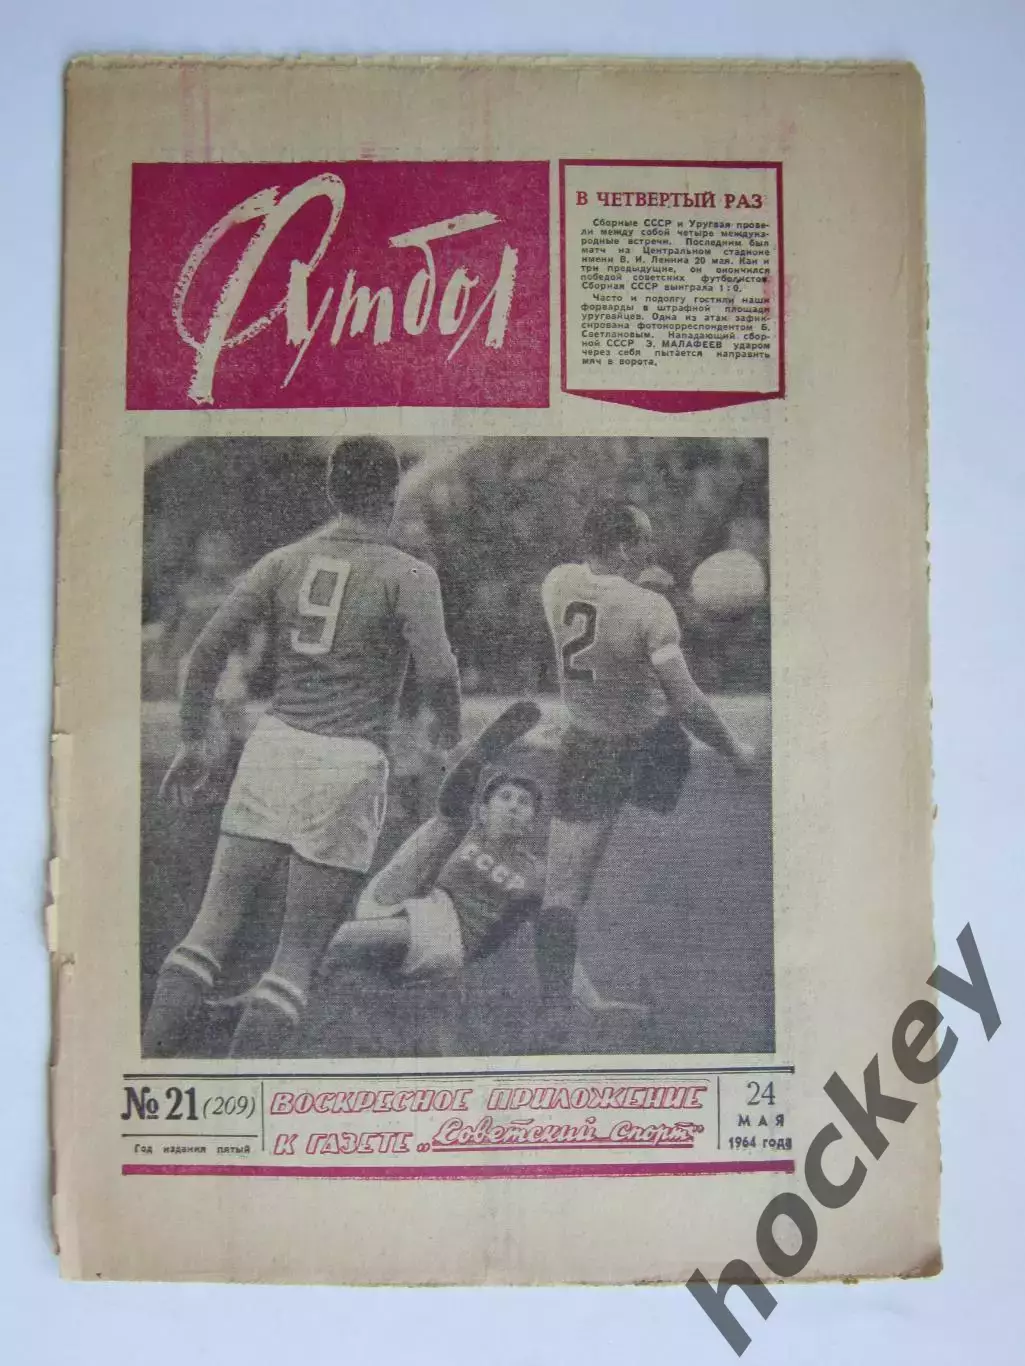 Футбол
В ЧЕТВЕРТЫЙ РАЗ
Сборные СССР и Уругвая прове-
ли между собой четыре междуна-
родные встречи. Последним был
матч на Центральном стадионе
имени В. И. Ленина 20 мая. Как и
три предыдущие, он окончился
победой советских футболистов.
Сборная СССР выиграла 1:0.
Часто и подолгу гостили наши
форварды в штрафной площади
уругвайцев. Одна из атак зафик-
сирована фотокорреспондентом Б.
Светлановым. Нападающий сбор-
ной СССР Э. МАЛАФЕЕВ ударом
через себя пытается направить
мяч в ворота.
9
2
СССР
№ 21 (209)
Год издания пятый
ВОСКРЕСНОЕ ПРИЛОЖЕНИЕ
К ГАЗЕТЕ „Советский спорт"
24
МАЯ
1964 года
hockey